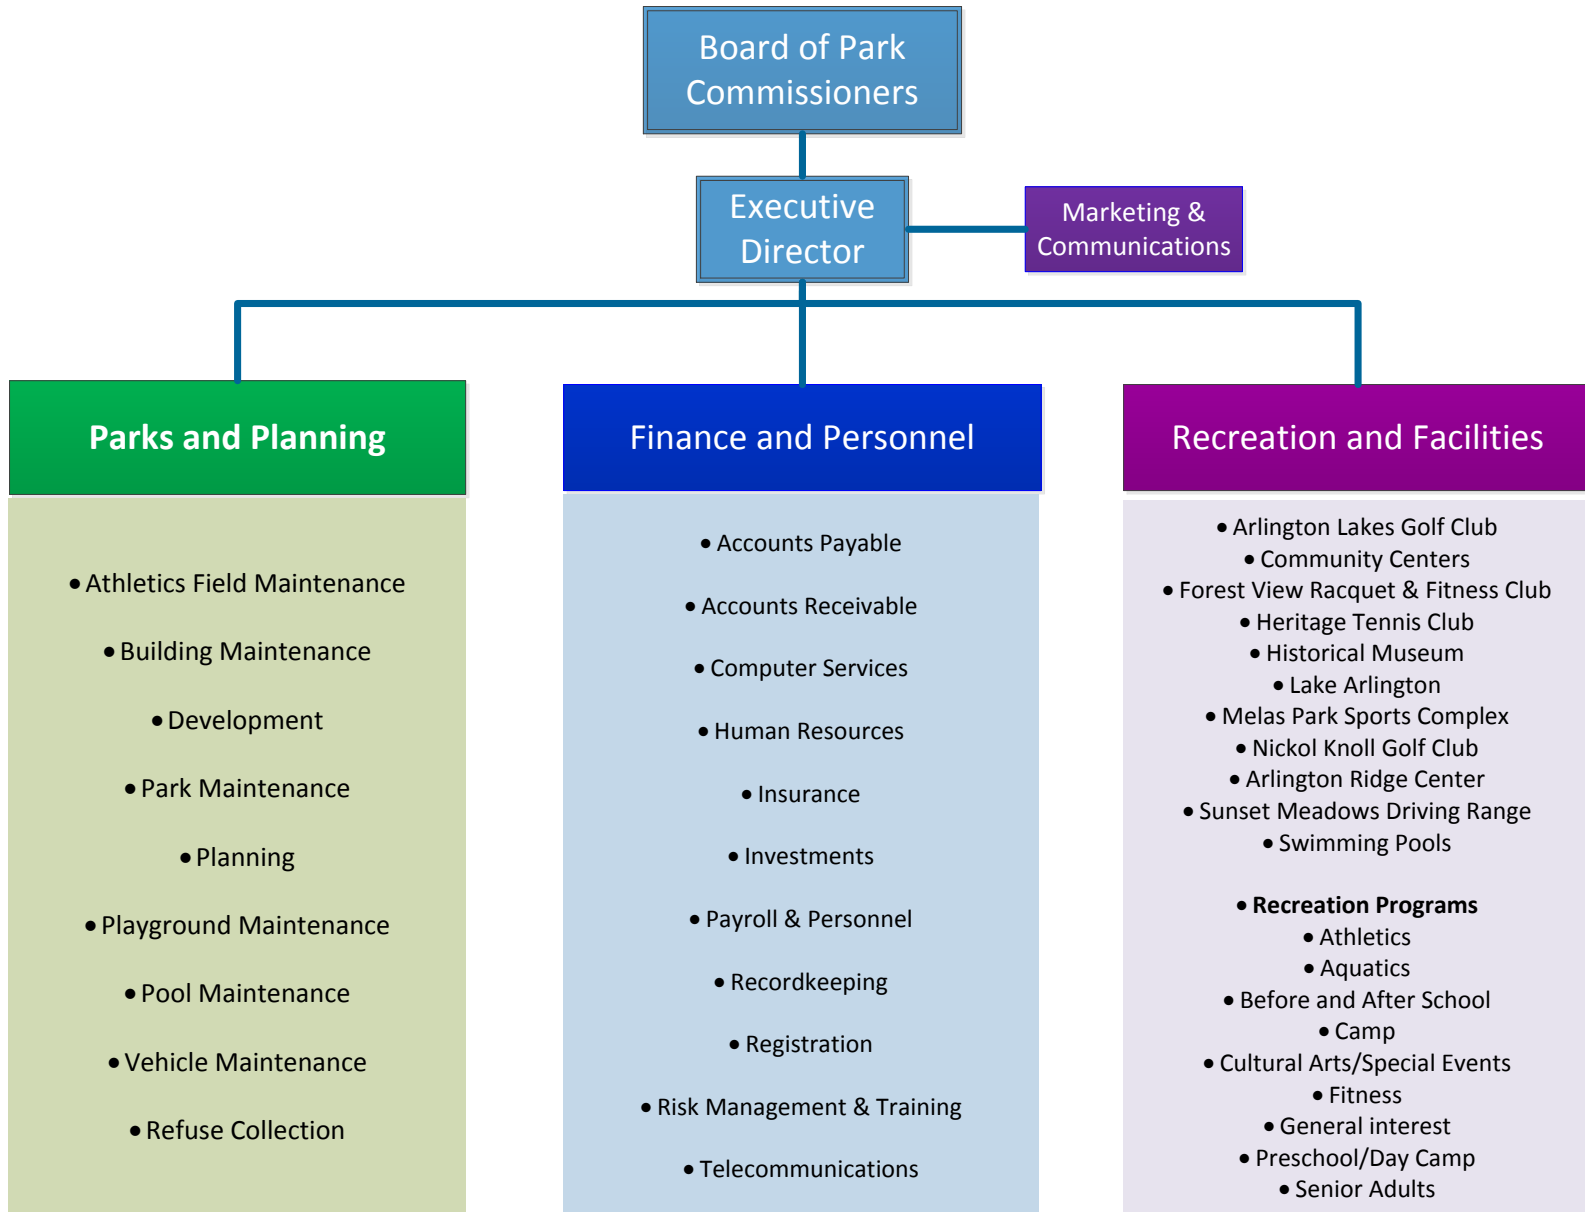 Board of Park
Commissioners
Executive
Director
Marketing &
Communications
Parks and Planning
• Athletics Field Maintenance
• Building Maintenance
• Development
• Park Maintenance
• Planning
• Playground Maintenance
• Pool Maintenance
• Vehicle Maintenance
• Refuse Collection
Finance and Personnel
• Accounts Payable
• Accounts Receivable
• Computer Services
• Human Resources
• Insurance
• Investments
• Payroll & Personnel
• Recordkeeping
• Registration
• Risk Management & Training
• Telecommunications
Recreation and Facilities
• Arlington Lakes Golf Club
• Community Centers
• Forest View Racquet & Fitness Club
• Heritage Tennis Club
• Historical Museum
• Lake Arlington
• Melas Park Sports Complex
• Nickol Knoll Golf Club
• Arlington Ridge Center
• Sunset Meadows Driving Range
• Swimming Pools
• Recreation Programs
• Athletics
• Aquatics
• Before and After School
• Camp
• Cultural Arts/Special Events
• Fitness
• General interest
• Preschool/Day Camp
• Senior Adults